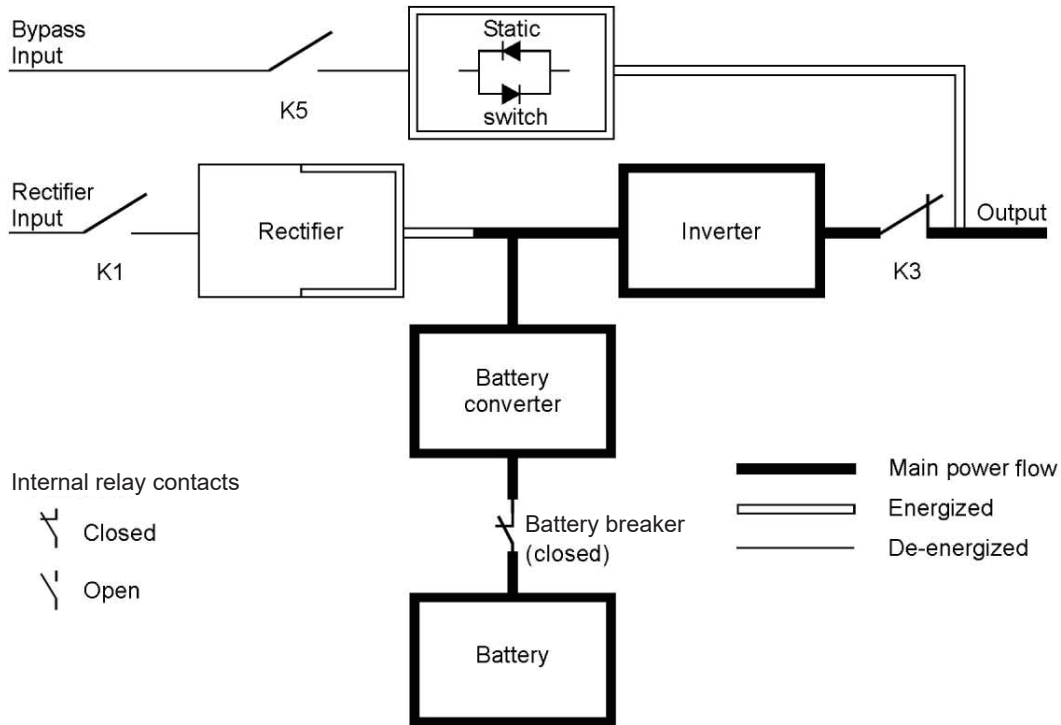 Bypass
Input
K5
Static
switch
Rectifier
Input
K1
Rectifier
Inverter
K3
Output
Battery
converter
Battery breaker
(closed)
Battery
Internal relay contacts
Closed
Open
Main power flow
Energized
De-energized